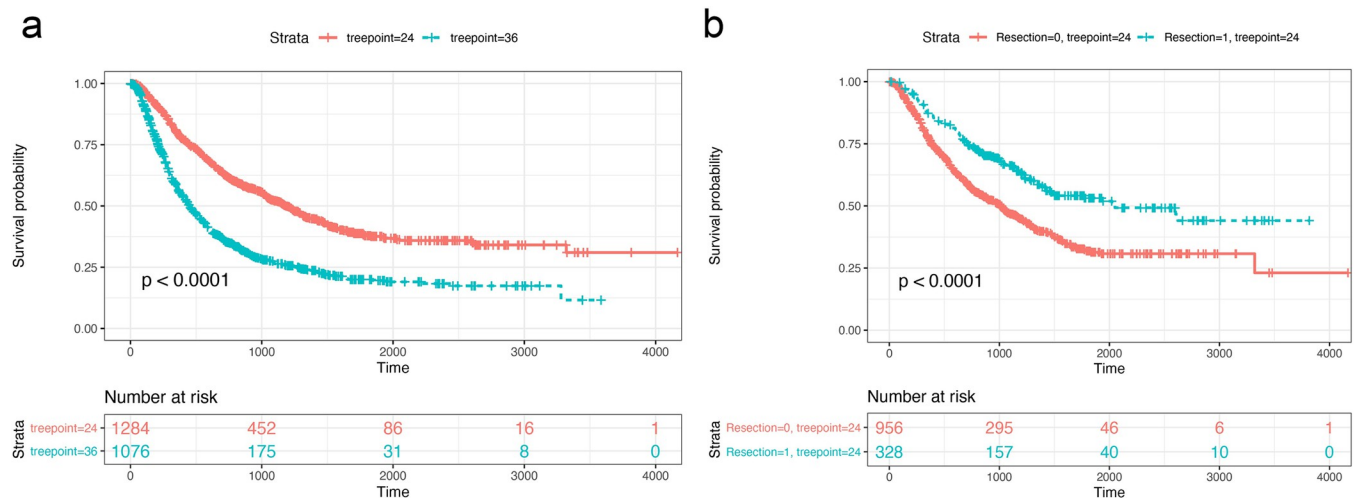 a
Strata treepoint=24 treepoint=36
1.00
0.75
0.50
0.25
0.00
Survival probability
p < 0.0001
0 1000 2000 3000 4000
Time
Number at risk
Strata
treepoint=24 1284 452 86 16 1
treepoint=36 1076 175 31 8 0
0 1000 2000 3000 4000
Time
b
Strata Resection=0, treepoint=24 Resection=1, treepoint=24
1.00
0.75
0.50
0.25
0.00
Survival probability
p < 0.0001
0 1000 2000 3000 4000
Time
Number at risk
Strata
Resection=0, treepoint=24 956 295 46 6 1
Resection=1, treepoint=24 328 157 40 10 0
0 1000 2000 3000 4000
Time